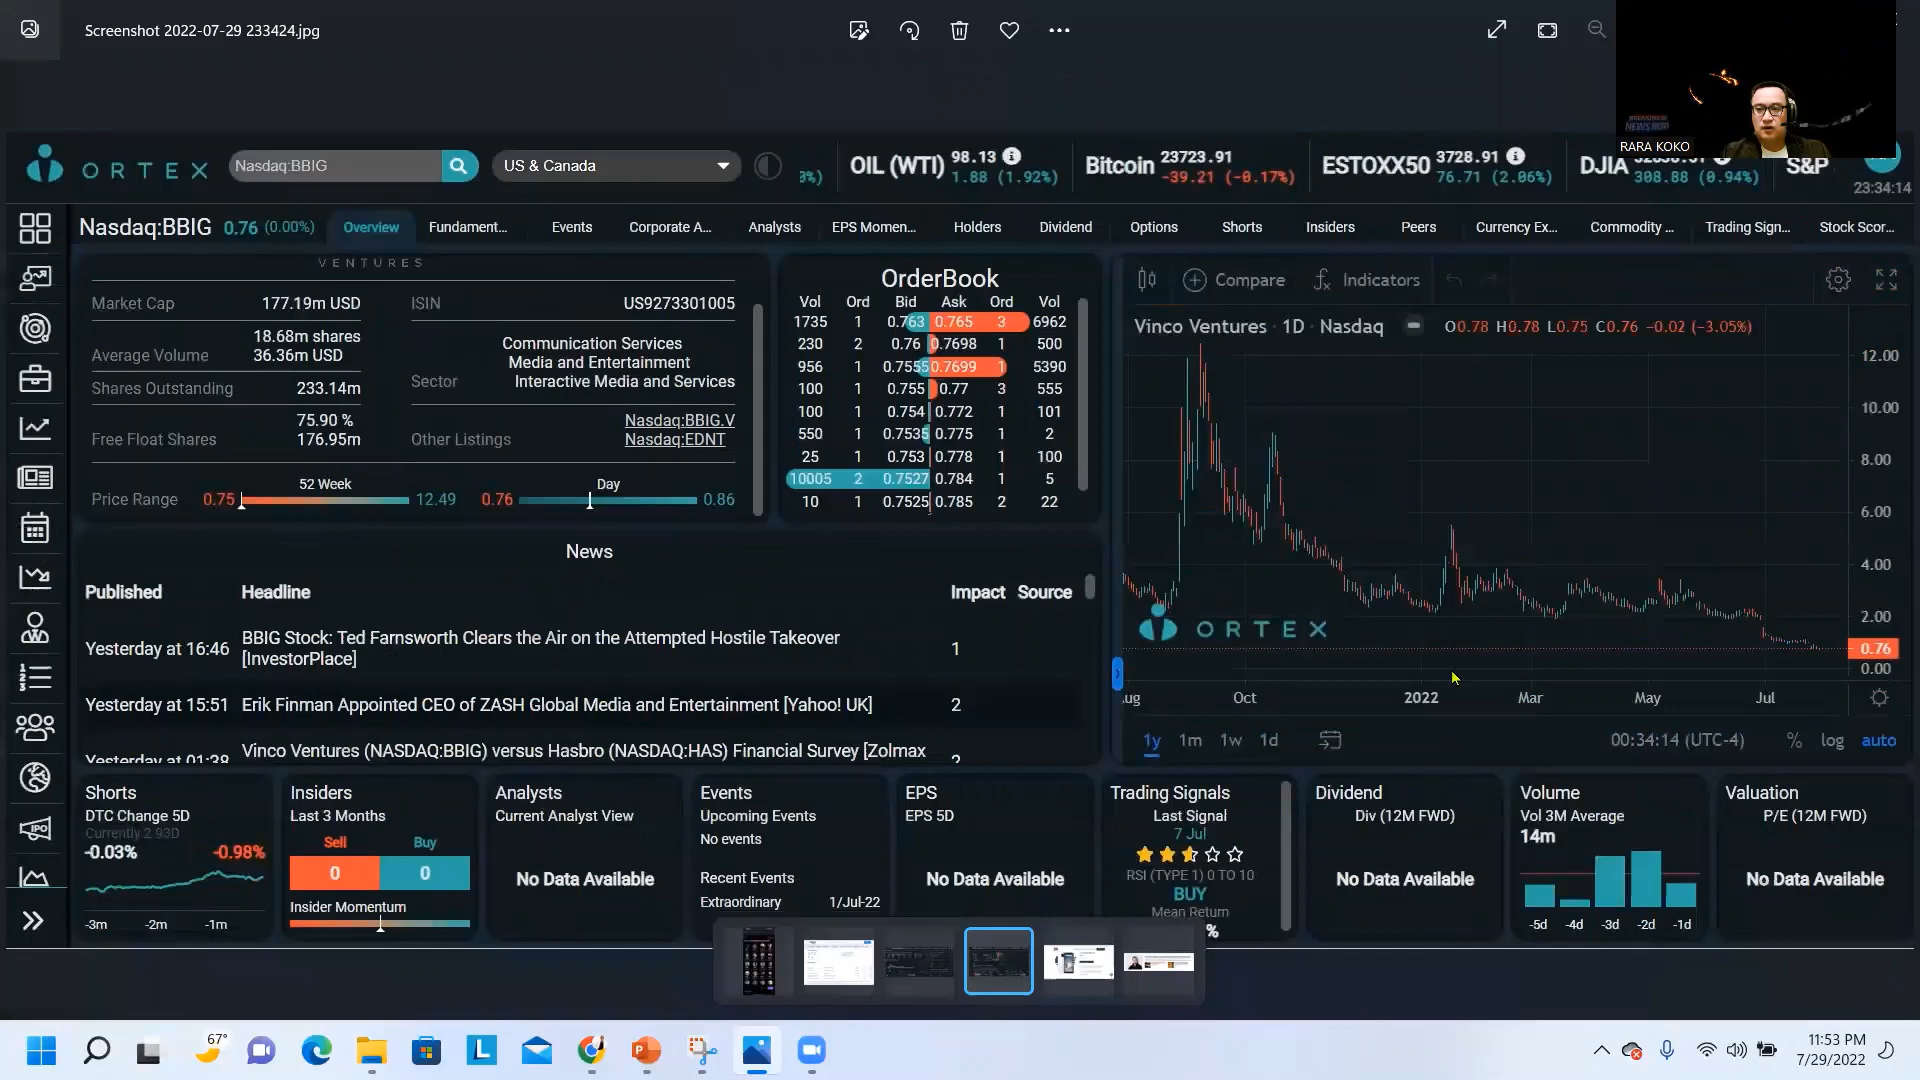 Screenshot 2022-07-29 233424.jpg
RARA KOKO
ORTEX
Nasdaq:BBIG
US & Canada
OIL (WTI) 98.13
1.88 (1.92%)
Bitcoin 23723.91
-39.21 (-0.17%)
ESTOXX50 3728.91
76.71 (2.06%)
DJIA
308.88 (0.94%)
S&P
23:34:14
Nasdaq:BBIG 0.76 (0.00%)
Overview
Fundament...
Events
Corporate A...
Analysts
EPS Momen...
Holders
Dividend
Options
Shorts
Insiders
Peers
Currency Ex...
Commodity ...
Trading Sign...
Stock Scor...
VENTURES
Market Cap 177.19m USD
Average Volume 18.68m shares
36.36m USD
Shares Outstanding 233.14m
Free Float Shares 75.90 %
176.95m
ISIN US9273301005
Sector Communication Services
Media and Entertainment
Interactive Media and Services
Other Listings Nasdaq:BBIG.V
Nasdaq:EDNT
Price Range
52 Week
0.75 12.49
Day
0.76 0.86
OrderBook
Vol Ord Bid Ask Ord Vol
1735 1 0.763 0.765 3 6962
230 2 0.76 0.7698 1 500
956 1 0.7555 0.7699 1 5390
100 1 0.755 0.77 3 555
100 1 0.754 0.772 1 101
550 1 0.7535 0.775 1 2
25 1 0.753 0.778 1 100
10005 2 0.7527 0.784 1 5
10 1 0.7525 0.785 2 22
Compare
Indicators
Vinco Ventures · 1D · Nasdaq O0.78 H0.78 L0.75 C0.76 -0.02 (-3.05%)
12.00
10.00
8.00
6.00
4.00
2.00
0.76
0.00
ORTEX
ug Oct 2022 Mar May Jul
1y 1m 1w 1d
00:34:14 (UTC-4) % log auto
News
Published Headline Impact Source
Yesterday at 16:46 BBIG Stock: Ted Farnsworth Clears the Air on the Attempted Hostile Takeover
[InvestorPlace] 1
Yesterday at 15:51 Erik Finman Appointed CEO of ZASH Global Media and Entertainment [Yahoo! UK] 2
Yesterday at 01:38 Vinco Ventures (NASDAQ:BBIG) versus Hasbro (NASDAQ:HAS) Financial Survey [Zolmax 2
Shorts
DTC Change 5D
Currently 2.93D
-0.03% -0.98%
-3m -2m -1m
Insiders
Last 3 Months
Sell Buy
0 0
Insider Momentum
Analysts
Current Analyst View
No Data Available
Events
Upcoming Events
No events
Recent Events
Extraordinary 1/Jul-22
EPS
EPS 5D
No Data Available
Trading Signals
Last Signal
7 Jul
RSI (TYPE 1) 0 TO 10
BUY
Mean Return
%
Dividend
Div (12M FWD)
No Data Available
Volume
Vol 3M Average
14m
-5d -4d -3d -2d -1d
Valuation
P/E (12M FWD)
No Data Available
67°
11:53 PM
7/29/2022